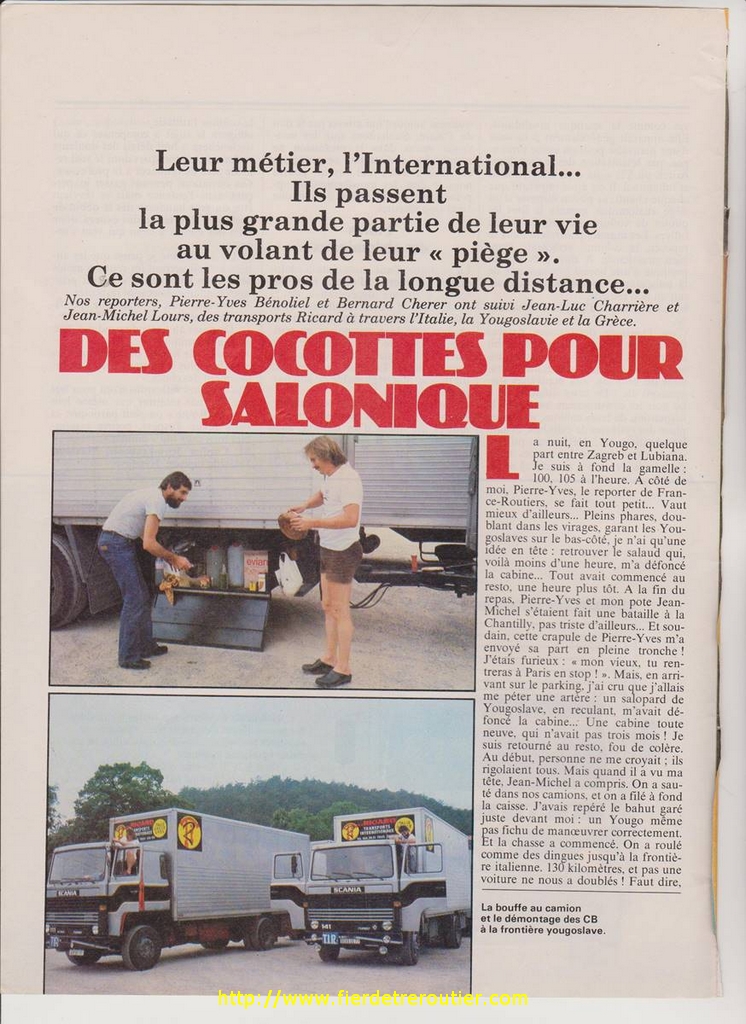 Leur métier, l'International...
Ils passent
la plus grande partie de leur vie
au volant de leur « piège ».
Ce sont les pros de la longue distance...
Nos reporters, Pierre-Yves Bénoliel et Bernard Cherer ont suivi Jean-Luc Charrière et
Jean-Michel Lours, des transports Ricard à travers l'Italie, la Yougoslavie et la Grèce.
DES COCOTTES POUR
SALONIQUE
La nuit, en Yougo, quelque
part entre Zagreb et Lubiana.
Je suis à fond la gamelle :
100, 105 à l'heure. A côté de
moi, Pierre-Yves, le reporter de Fran-
ce-Routiers, se fait tout petit... Vaut
mieux d'ailleurs... Pleins phares, dou-
blant dans les virages, garant les You-
goslaves sur le bas-côté, je n'ai qu'une
idée en tête : retrouver le salaud qui,
voilà moins d'une heure, m'a défoncé
la cabine... Tout avait commencé au
resto, une heure plus tôt. A la fin du
repas, Pierre-Yves et mon pote Jean-
Michel s'étaient fait une bataille à la
Chantilly, pas triste d'ailleurs... Et sou-
dain, cette crapule de Pierre-Yves m'a
envoyé sa part en pleine tronche !
J'étais furieux : « mon vieux, tu ren-
treras à Paris en stop ! ». Mais, en arri-
vant sur le parking, j'ai cru que j'allais
me péter une artère : un salopard de
Yougoslave, en reculant, m'avait dé-
foncé la cabine... Une cabine toute
neuve, qui n'avait pas trois mois ! Je
suis retourné au resto, fou de colère.
Au début, personne ne me croyait ; ils
rigolaient tous. Mais quand il a vu ma
tête, Jean-Michel a compris. On a sau-
té dans nos camions, et on a filé à fond
la caisse. J'avais repéré le bahut garé
juste devant moi : un Yougo même
pas fichu de manœuvrer correctement.
Et la chasse a commencé. On a roulé
comme des dingues jusqu'à la frontiè-
re italienne. 130 kilomètres, et pas une
voiture ne nous a doublés ! Faut dire,
evian
RICARD
TRANSPORTS
INTERNATIONAUX
R
SCANIA
TIR
RICARD
TRANSPORTS
INTERNATIONAUX
SCANIA
141
TIR
La bouffe au camion
et le démontage des CB
à la frontière yougoslave.
http://www.fierdetreroutier.com